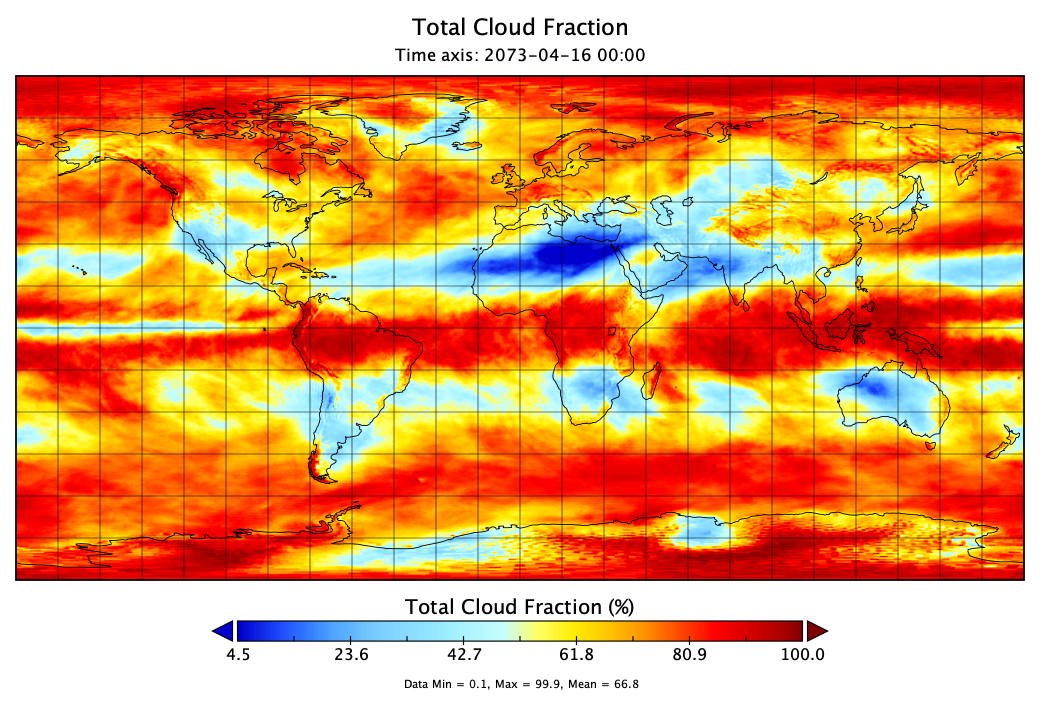 Total Cloud Fraction
Time axis: 2073-04-16 00:00
Total Cloud Fraction (%)
4.5 23.6 42.7 61.8 80.9 100.0
Data Min = 0.1, Max = 99.9, Mean = 66.8